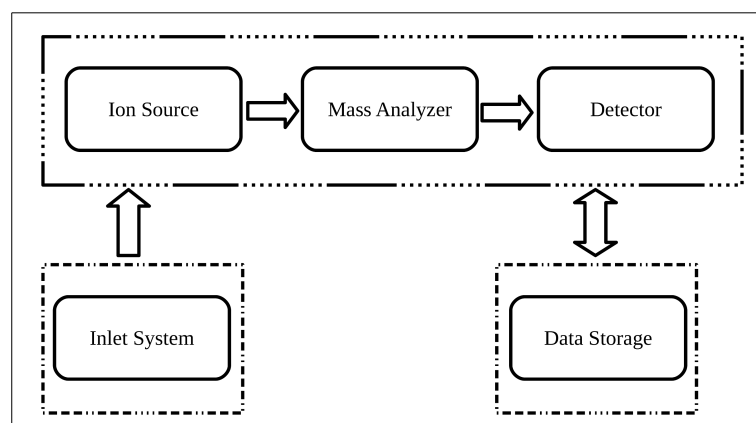 Ion Source
Mass Analyzer
Detector
Inlet System
Data Storage